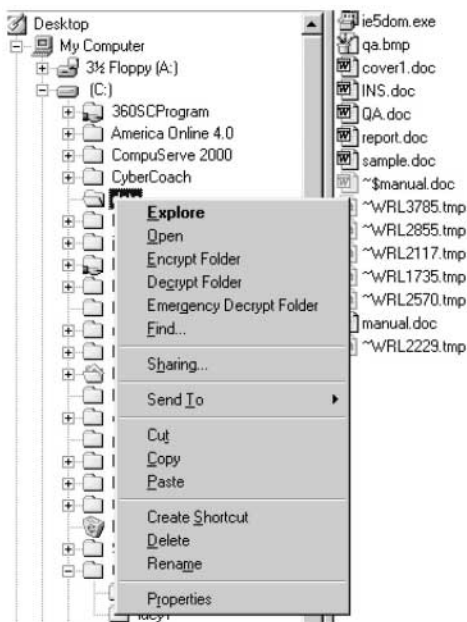 Desktop
My Computer
3½ Floppy (A:)
(C:)
360SCProgram
America Online 4.0
CompuServe 2000
CyberCoach
Explore
Open
Encrypt Folder
Decrypt Folder
Emergency Decrypt Folder
Find...
Sharing...
Send To
Cut
Copy
Paste
Create Shortcut
Delete
Rename
Properties
ie5dom.exe
qa.bmp
cover1.doc
INS.doc
QA.doc
report.doc
sample.doc
~$manual.doc
~WRL3785.tmp
~WRL2855.tmp
~WRL2117.tmp
~WRL1735.tmp
~WRL2570.tmp
manual.doc
~WRL2229.tmp